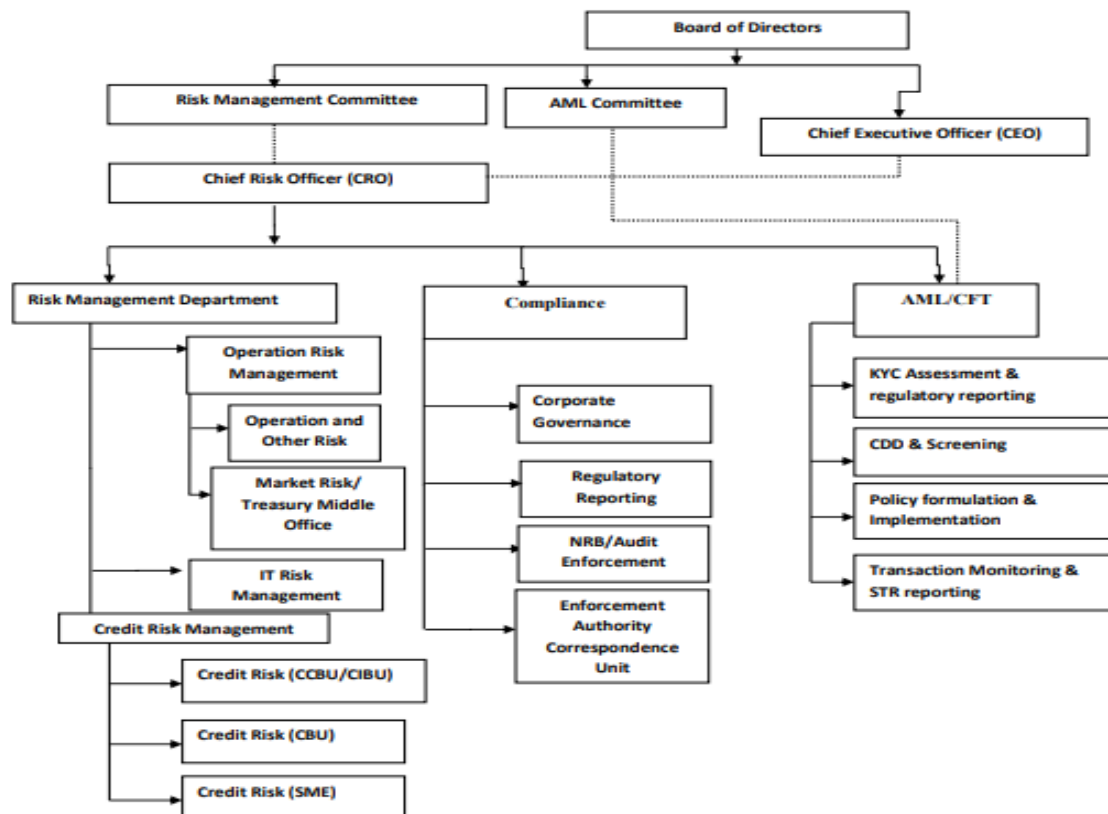 Board of Directors
Risk Management Committee
AML Committee
Chief Executive Officer (CEO)
Chief Risk Officer (CRO)
Risk Management Department
Compliance
AML/CFT
Operation Risk
Management
Operation and
Other Risk
Market Risk/
Treasury Middle
Office
IT Risk
Management
Credit Risk Management
Credit Risk (CCBU/CIBU)
Credit Risk (CBU)
Credit Risk (SME)
Corporate
Governance
Regulatory
Reporting
NRB/Audit
Enforcement
Enforcement
Authority
Correspondence
Unit
KYC Assessment &
regulatory reporting
CDD & Screening
Policy formulation &
Implementation
Transaction Monitoring &
STR reporting